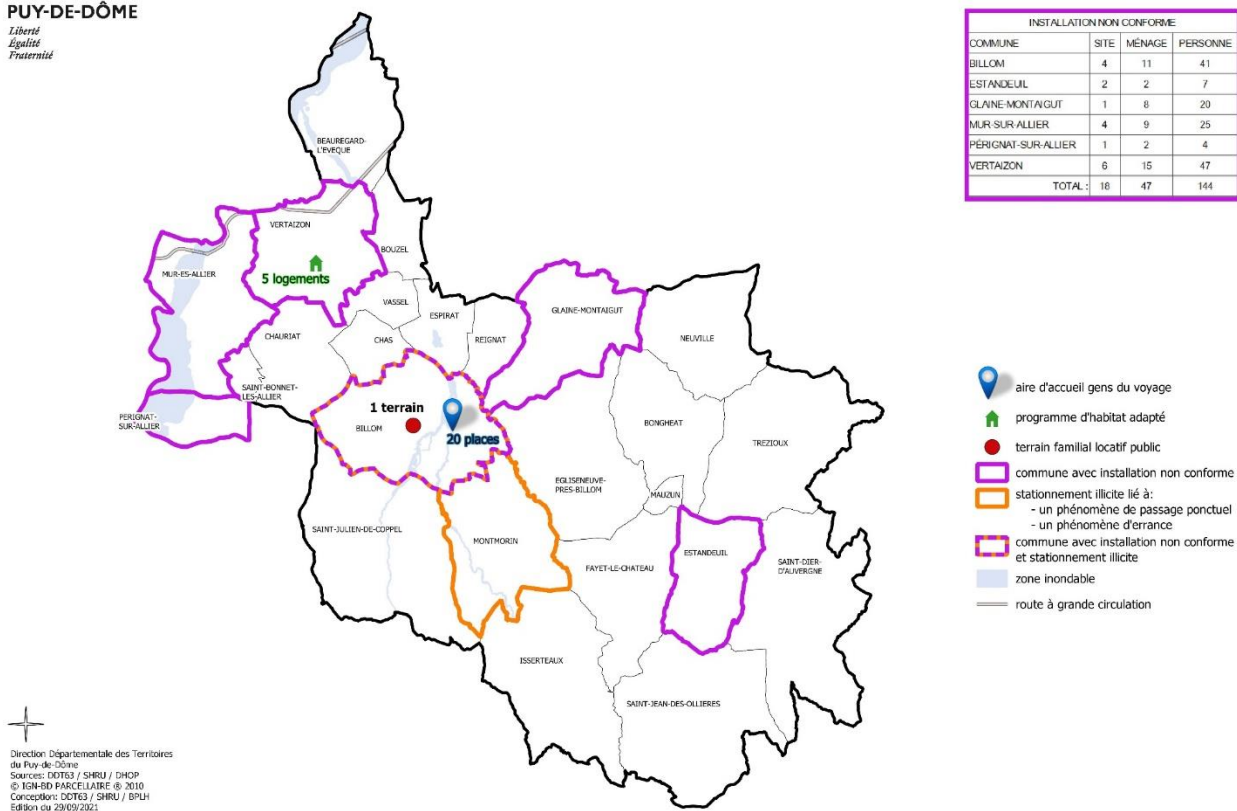 PUY-DE-DÔME
Liberté
Égalité
Fraternité
INSTALLATION NON CONFORME
COMMUNE SITE MÉNAGE PERSONNE
BILLOM 4 11 41
ESTANDEUIL 2 2 7
GLAINE-MONTAIGUT 1 8 20
MUR-SUR-ALLIER 4 9 25
PÉRIGNAT-SUR-ALLIER 1 2 4
VERTAIZON 6 15 47
TOTAL : 18 47 144
BEAUREGARD-
L'EVEQUE
VERTAIZON
BOUZEL
MUR-ES-ALLIER
5 logements
VASSEL
ESPIRAT
GLAINE-MONTAIGUT
CHAURIAT
CHAS
REIGNAT
NEUVILLE
SAINT-BONNET-
LES-ALLIER
PERIGNAT-
SUR-ALLIER
1 terrain
BILLOM
20 places
BONGHEAT
TREZIOUX
EGLISENEUVE-
PRES-BILLOM
MAUZUN
SAINT-JULIEN-DE-COPPEL
MONTMORIN
ESTANDEUIL
FAYET-LE-CHATEAU
SAINT-DIER-
D'AUVERGNE
ISSERTEAUX
SAINT-JEAN-DES-OLLIERES
aire d'accueil gens du voyage
programme d'habitat adapté
terrain familial locatif public
commune avec installation non conforme
stationnement illicite lié à:
- un phénomène de passage ponctuel
- un phénomène d'errance
commune avec installation non conforme
et stationnement illicite
zone inondable
route à grande circulation
Direction Départementale des Territoires
du Puy-de-Dôme
Sources: DDT63 / SHRU / DHOP
© IGN-BD PARCELLAIRE ® 2010
Conception: DDT63 / SHRU / BPLH
Edition du 29/09/2021